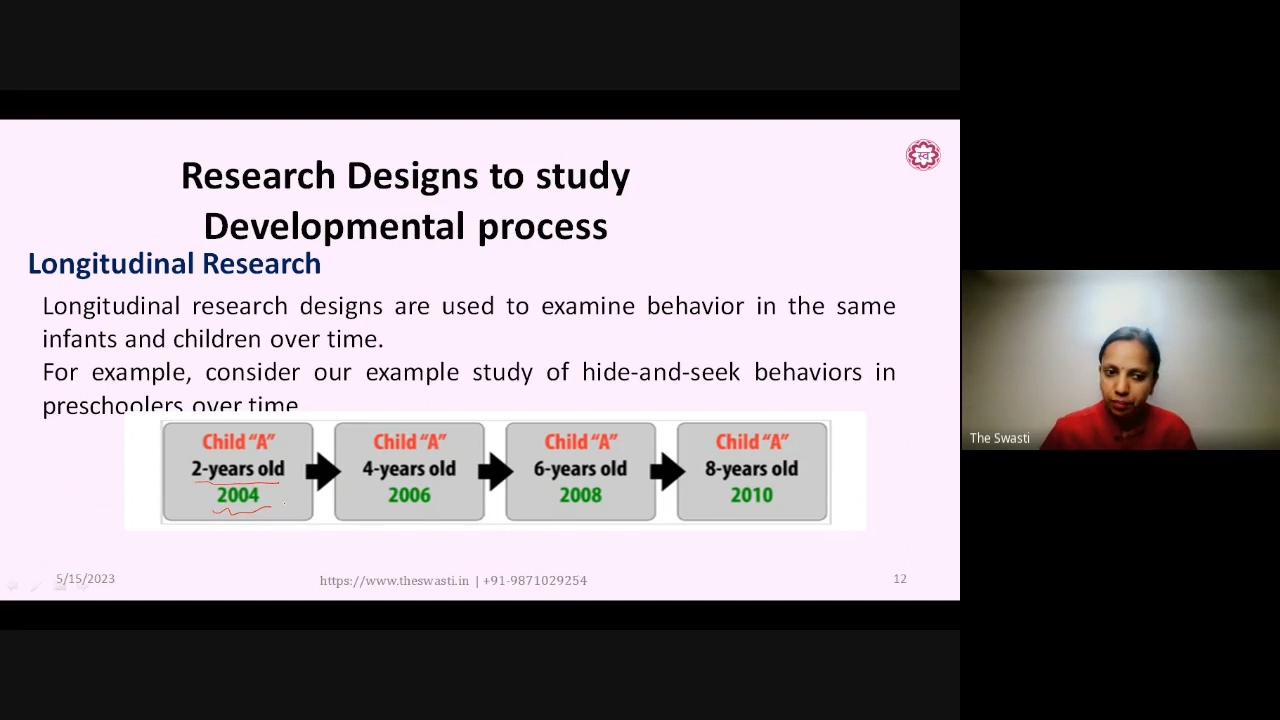 Research Designs to study
Developmental process
Longitudinal Research
Longitudinal research designs are used to examine behavior in the same
infants and children over time.
For example, consider our example study of hide-and-seek behaviors in
preschoolers over time
Child "A"
2-years old
2004
Child "A"
4-years old
2006
Child "A"
6-years old
2008
Child "A"
8-years old
2010
5/15/2023
https://www.theswasti.in | +91-9871029254
12
स्व
The Swasti